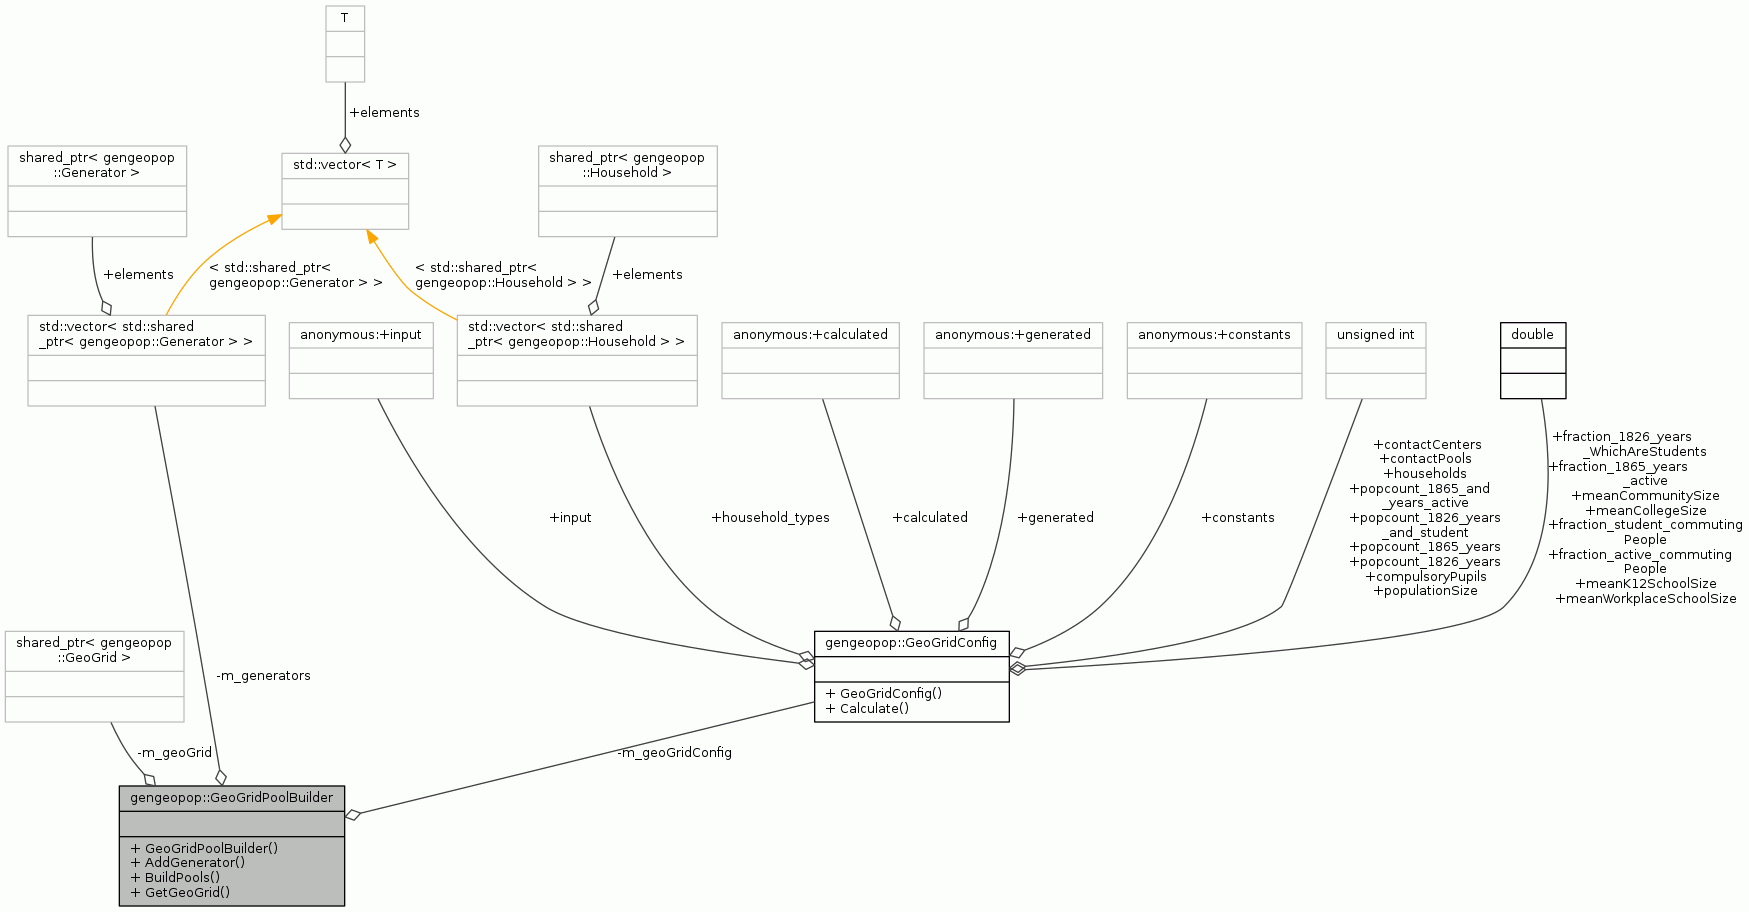 T
+elements
shared_ptr< gengeopop
::Generator >
std::vector< T >
shared_ptr< gengeopop
::Household >
+elements
< std::shared_ptr<
gengeopop::Generator > >
< std::shared_ptr<
gengeopop::Household > >
+elements
std::vector< std::shared
_ptr< gengeopop::Generator > >
anonymous:+input
std::vector< std::shared
_ptr< gengeopop::Household > >
anonymous:+calculated
anonymous:+generated
anonymous:+constants
unsigned int
double
+input
+household_types
+calculated
+generated
+constants
+contactCenters
+contactPools
+households
+popcount_1865_and
_years_active
+popcount_1826_years
_and_student
+popcount_1865_years
+popcount_1826_years
+compulsoryPupils
+populationSize
+fraction_1826_years
_WhichAreStudents
+fraction_1865_years
_active
+meanCommunitySize
+meanCollegeSize
+fraction_student_commuting
People
+fraction_active_commuting
People
+meanK12SchoolSize
+meanWorkplaceSchoolSize
shared_ptr< gengeopop
::GeoGrid >
-m_generators
gengeopop::GeoGridConfig
+ GeoGridConfig()
+ Calculate()
-m_geoGrid
-m_geoGridConfig
gengeopop::GeoGridPoolBuilder
+ GeoGridPoolBuilder()
+ AddGenerator()
+ BuildPools()
+ GetGeoGrid()